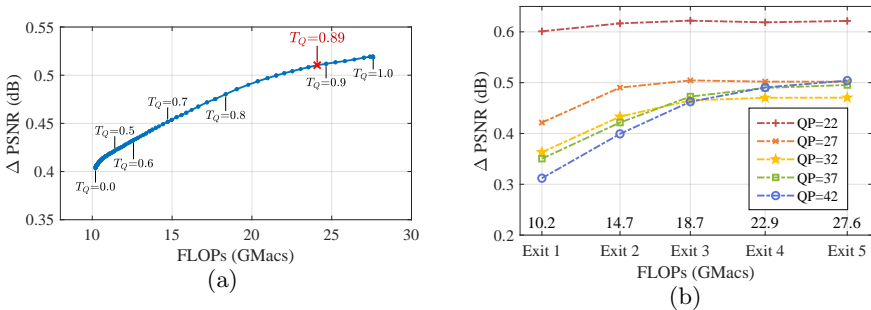 0.55
0.5
0.45
0.4
0.35
Δ PSNR (dB)
T_Q=0.89
T_Q=0.9
T_Q=1.0
T_Q=0.7
T_Q=0.8
T_Q=0.5
T_Q=0.6
T_Q=0.0
10 15 20 25 30
FLOPs (GMacs)
(a)
0.6
0.5
0.4
0.3
0.2
Δ PSNR (dB)
QP=22
QP=27
QP=32
QP=37
QP=42
10.2 14.7 18.7 22.9 27.6
Exit 1 Exit 2 Exit 3 Exit 4 Exit 5
FLOPs (GMacs)
(b)